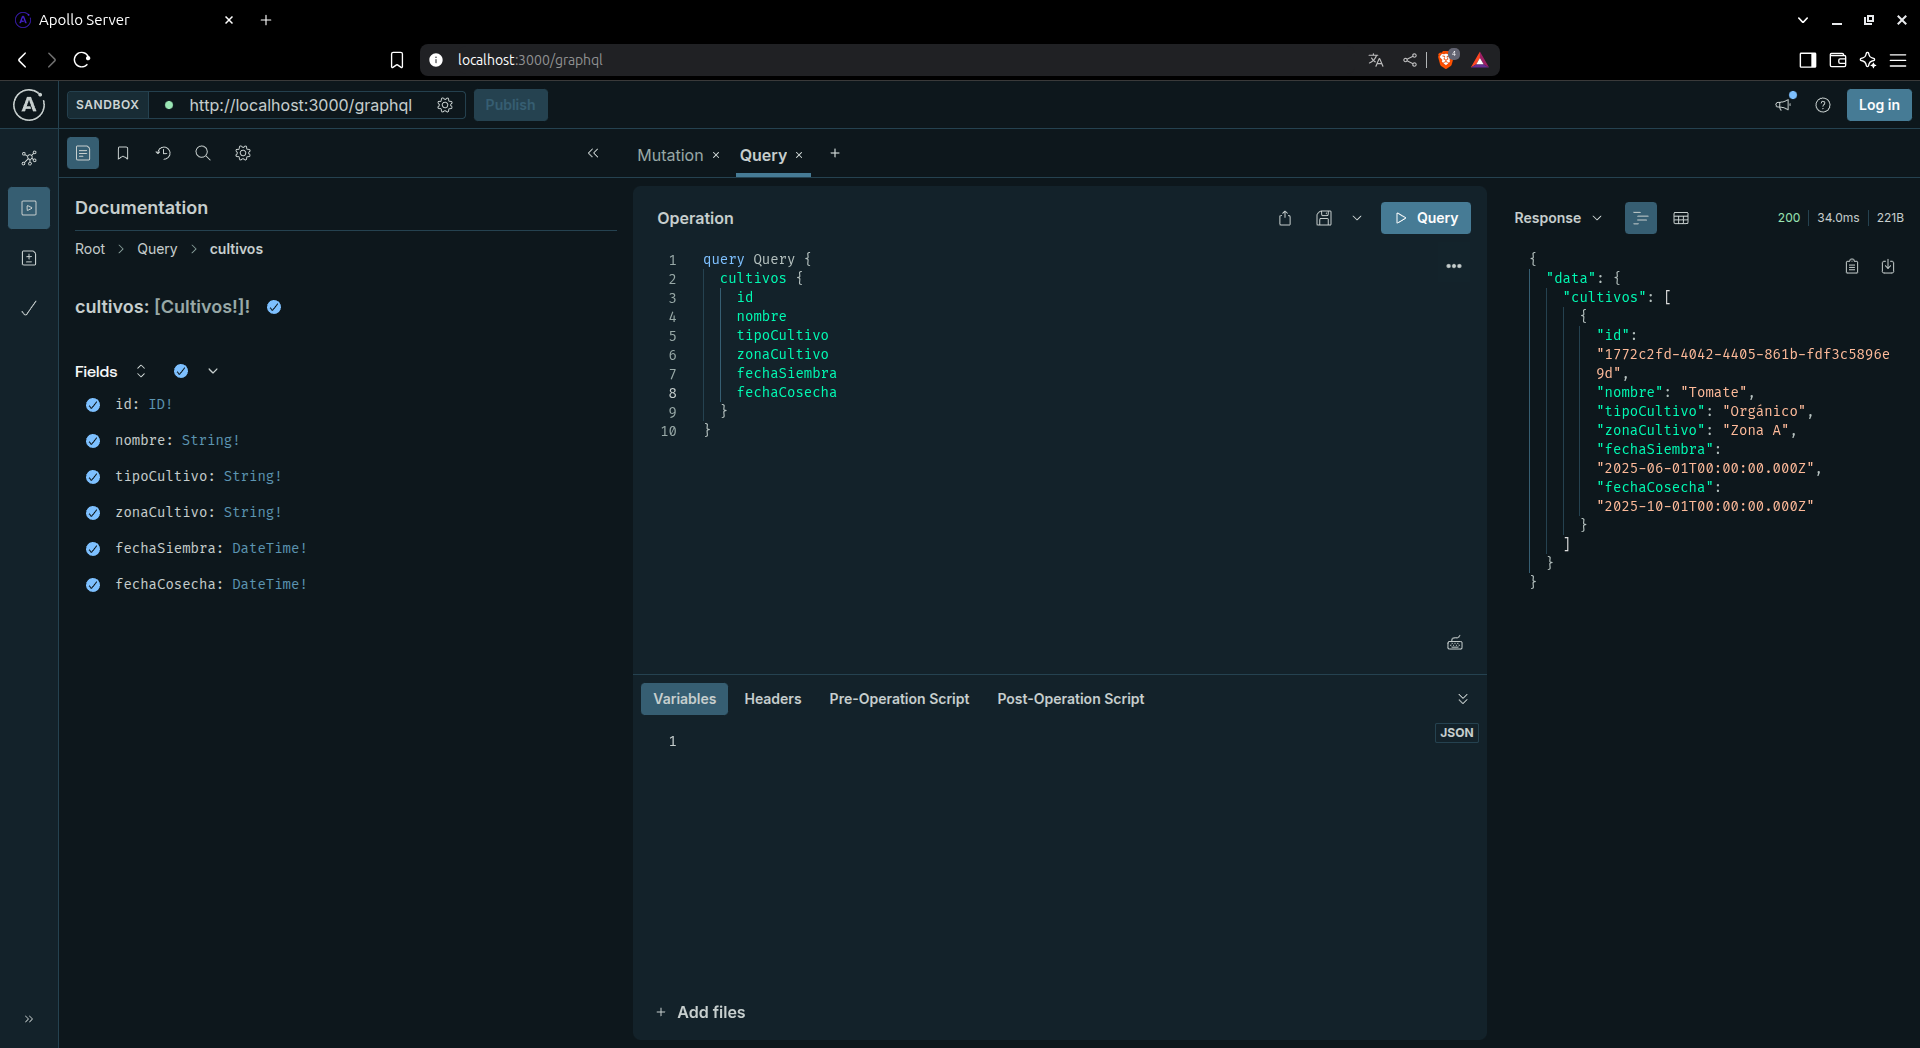 Apollo Server
localhost:3000/graphql
4
SANDBOX
http://localhost:3000/graphql
Publish
Log in
Mutation
Query
Documentation
Root > Query > cultivos
cultivos: [Cultivos!]!
Fields
id: ID!
nombre: String!
tipoCultivo: String!
zonaCultivo: String!
fechaSiembra: DateTime!
fechaCosecha: DateTime!
Operation
Query
1 query Query {
2 cultivos {
3 id
4 nombre
5 tipoCultivo
6 zonaCultivo
7 fechaSiembra
8 fechaCosecha
9 }
10 }
Variables
Headers
Pre-Operation Script
Post-Operation Script
1
JSON
+ Add files
Response
200
34.0ms
221B
{
"data": {
"cultivos": [
{
"id":
"1772c2fd-4042-4405-861b-fdf3c5896e
9d",
"nombre": "Tomate",
"tipoCultivo": "Orgánico",
"zonaCultivo": "Zona A",
"fechaSiembra":
"2025-06-01T00:00:00.000Z",
"fechaCosecha":
"2025-10-01T00:00:00.000Z"
}
]
}
}